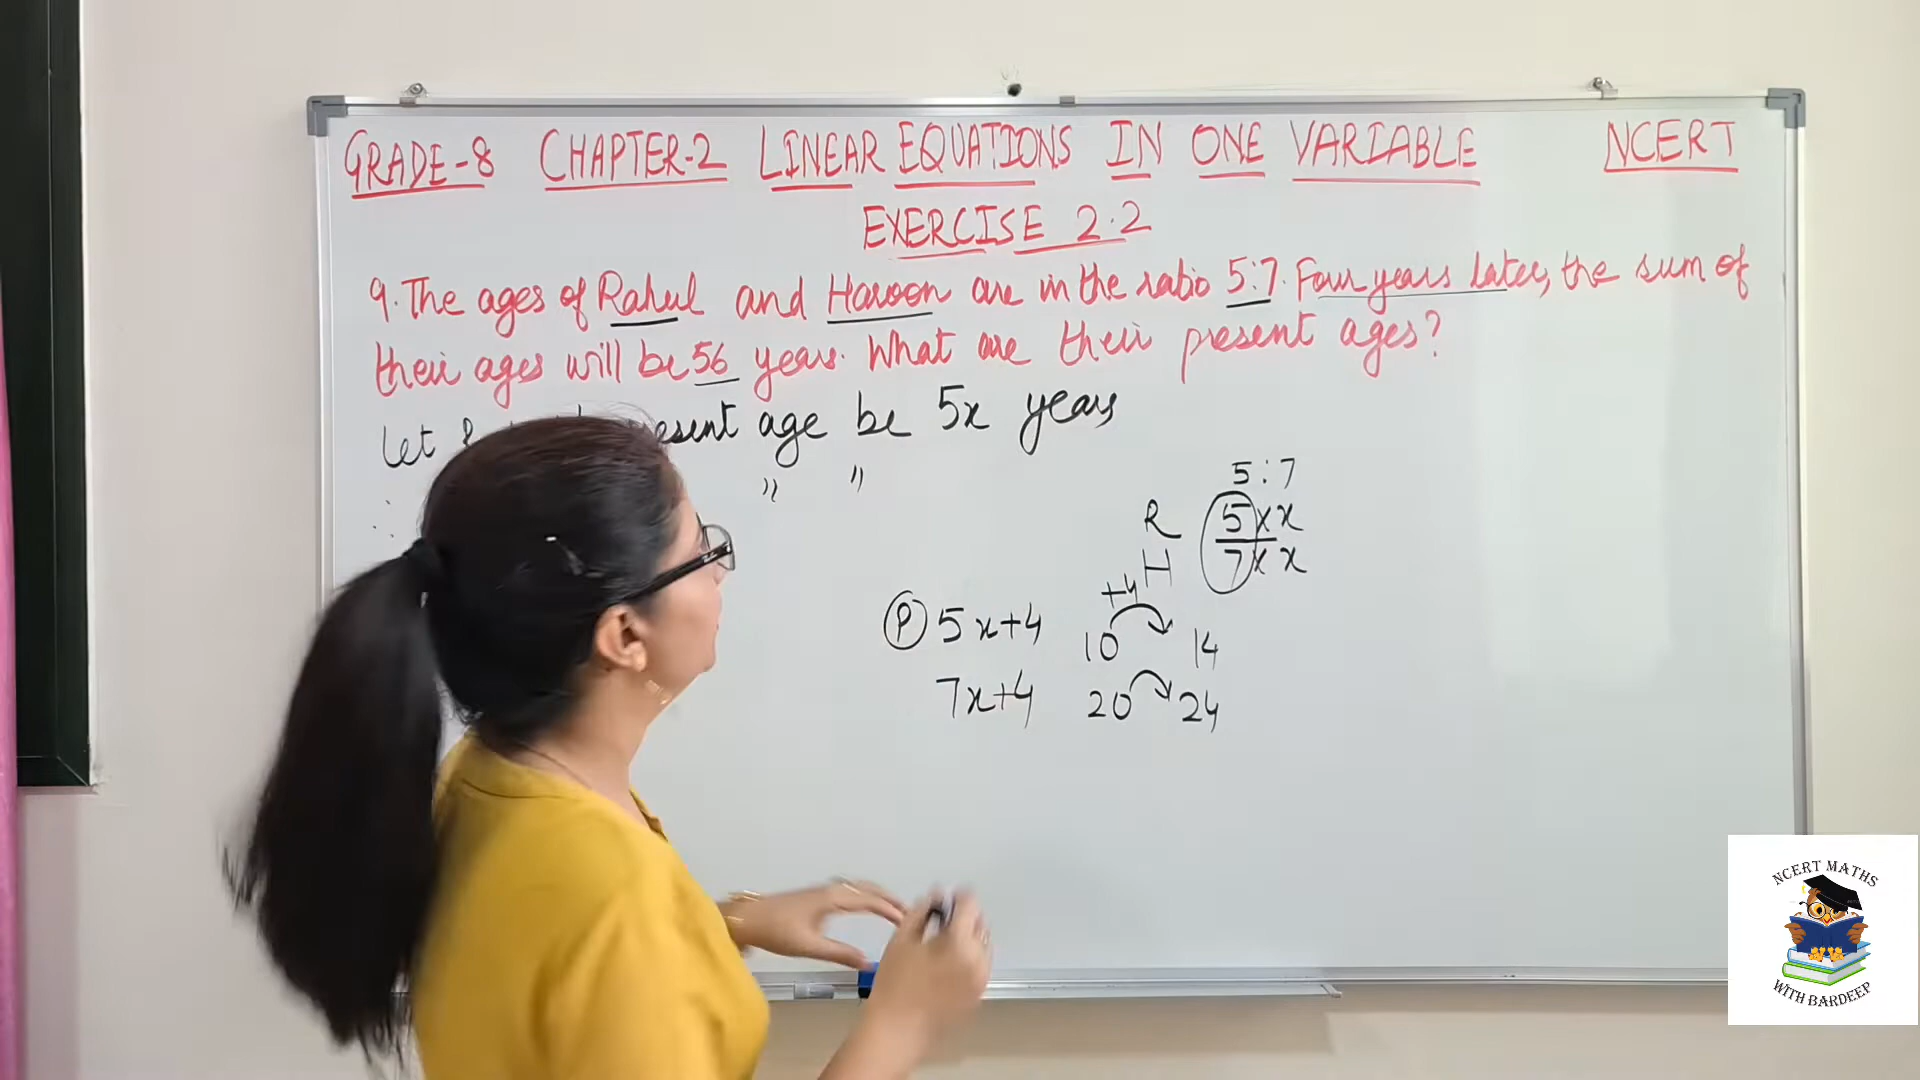 GRADE-8 CHAPTER-2 LINEAR EQUATIONS IN ONE VARIABLE NCERT
EXERCISE 2.2
9. The ages of Rahul and Haroon are in the ratio 5:7. Four years later, the sum of
their ages will be 56 years. What are their present ages?
Let present age be 5x years
" "
5:7
R 5 × x
H 7 × x
+4
P 5x+4 10 14
7x+4 20 24
NCERT MATHS
WITH BARDEEP